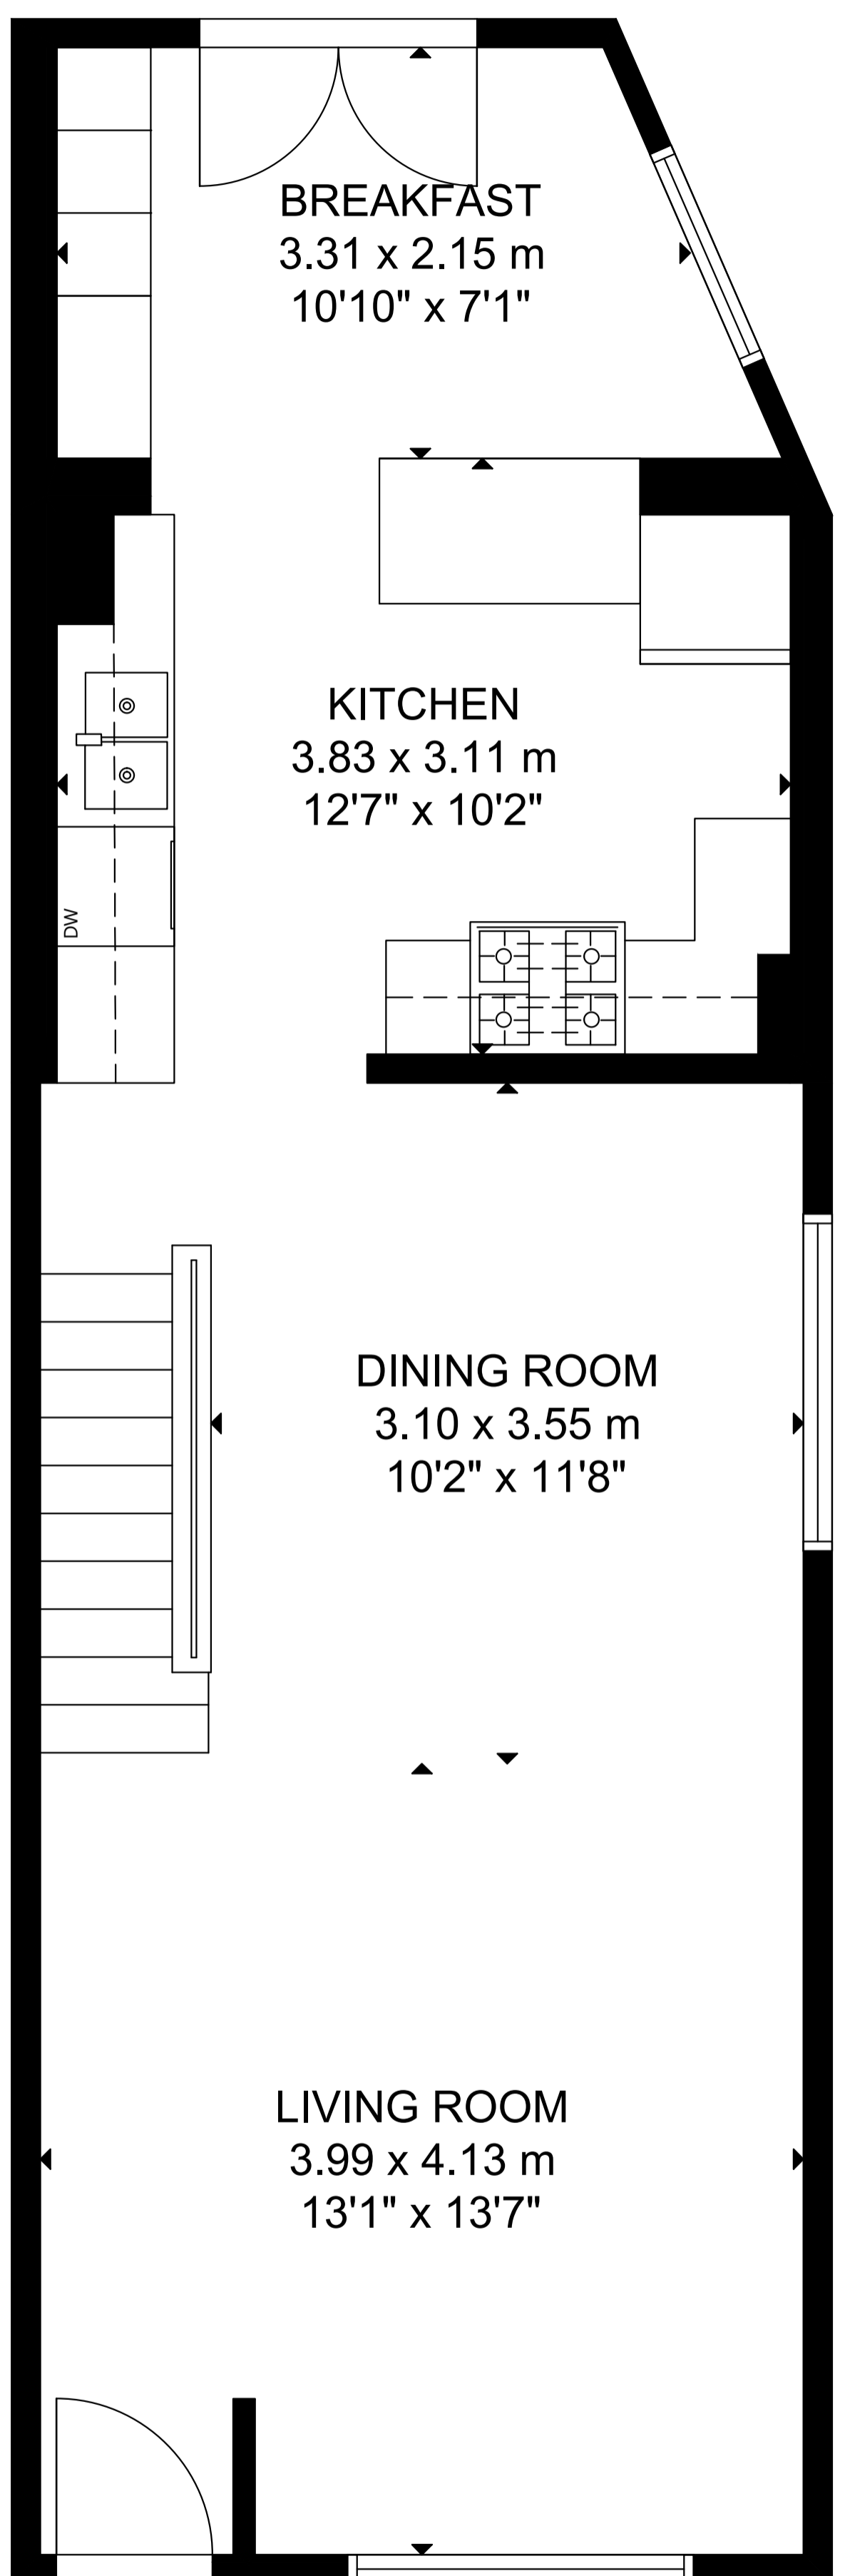 BREAKFAST
3.31 x 2.15 m
10'10" x 7'1"
KITCHEN
3.83 x 3.11 m
12'7" x 10'2"
DW
DINING ROOM
3.10 x 3.55 m
10'2" x 11'8"
LIVING ROOM
3.99 x 4.13 m
13'1" x 13'7"